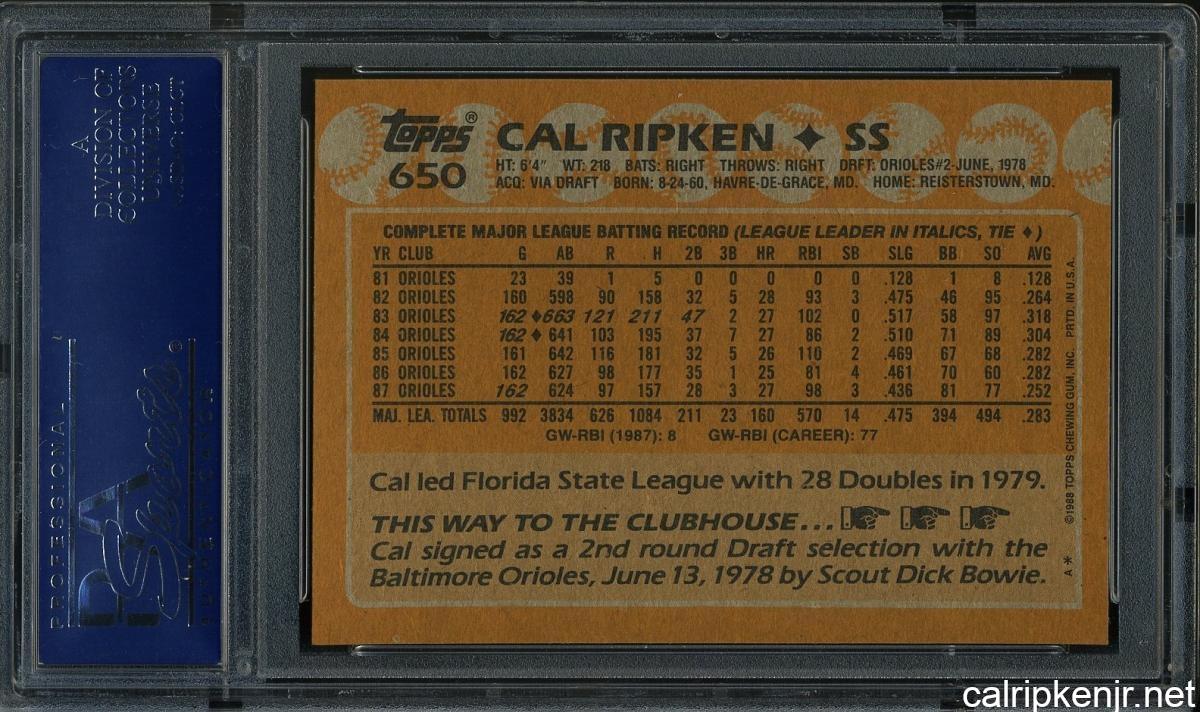 A
DIVISION OF
COLLECTORS
UNIVERSE
NASDAQ: CLCT
PROFESSIONAL
PSA
Sports®
AUTHENTICATOR
topps® CAL RIPKEN ✦ SS
650
HT: 6'4" WT: 218 BATS: RIGHT THROWS: RIGHT DRFT: ORIOLES#2-JUNE, 1978
ACQ: VIA DRAFT BORN: 8-24-60, HAVRE-DE-GRACE, MD. HOME: REISTERSTOWN, MD.
COMPLETE MAJOR LEAGUE BATTING RECORD (LEAGUE LEADER IN ITALICS, TIE ♦)
YR CLUB G AB R H 2B 3B HR RBI SB SLG BB SO AVG
81 ORIOLES 23 39 1 5 0 0 0 0 0 .128 1 8 .128
82 ORIOLES 160 598 90 158 32 5 28 93 3 .475 46 95 .264
83 ORIOLES 162 ♦663 121 211 47 2 27 102 0 .517 58 97 .318
84 ORIOLES 162♦ 641 103 195 37 7 27 86 2 .510 71 89 .304
85 ORIOLES 161 642 116 181 32 5 26 110 2 .469 67 68 .282
86 ORIOLES 162 627 98 177 35 1 25 81 4 .461 70 60 .282
87 ORIOLES 162 624 97 157 28 3 27 98 3 .436 81 77 .252
MAJ. LEA. TOTALS 992 3834 626 1084 211 23 160 570 14 .475 394 494 .283
GW-RBI (1987): 8 GW-RBI (CAREER): 77
Cal led Florida State League with 28 Doubles in 1979.
THIS WAY TO THE CLUBHOUSE...
Cal signed as a 2nd round Draft selection with the
Baltimore Orioles, June 13, 1978 by Scout Dick Bowie.
©1988 TOPPS CHEWING GUM, INC. PRTD. IN U.S.A.
A *
calripkenjr.net